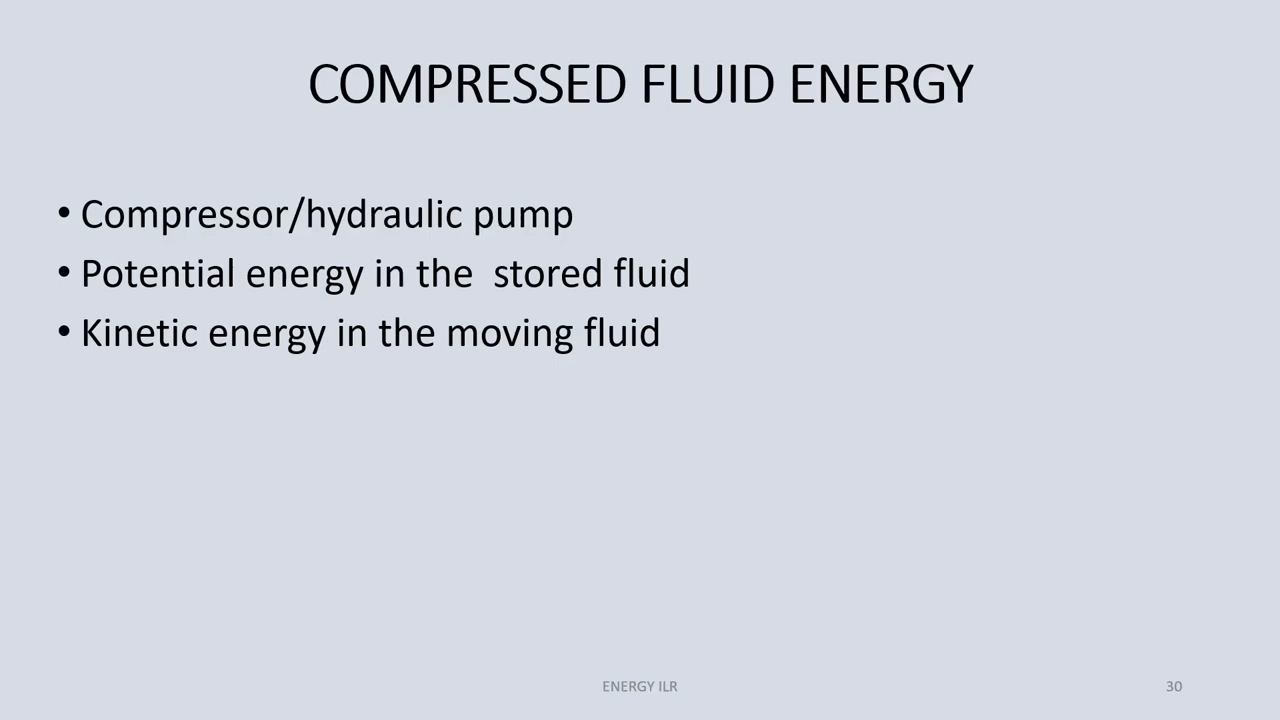 COMPRESSED FLUID ENERGY
• Compressor/hydraulic pump
• Potential energy in the  stored fluid
• Kinetic energy in the moving fluid
ENERGY ILR
30